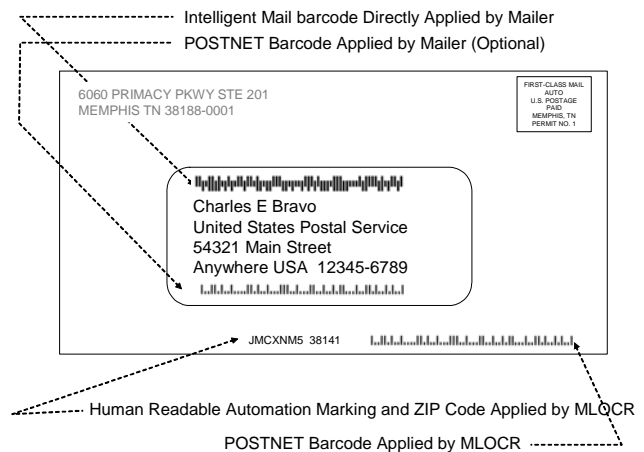 Intelligent Mail barcode Directly Applied by Mailer
POSTNET Barcode Applied by Mailer (Optional)
6060 PRIMACY PKWY STE 201
MEMPHIS TN 38188-0001
FIRST-CLASS MAIL
AUTO
U.S. POSTAGE
PAID
MEMPHIS, TN
PERMIT NO. 1
Charles E Bravo
United States Postal Service
54321 Main Street
Anywhere USA 12345-6789
JMCXNM5 38141
Human Readable Automation Marking and ZIP Code Applied by MLOCR
POSTNET Barcode Applied by MLOCR